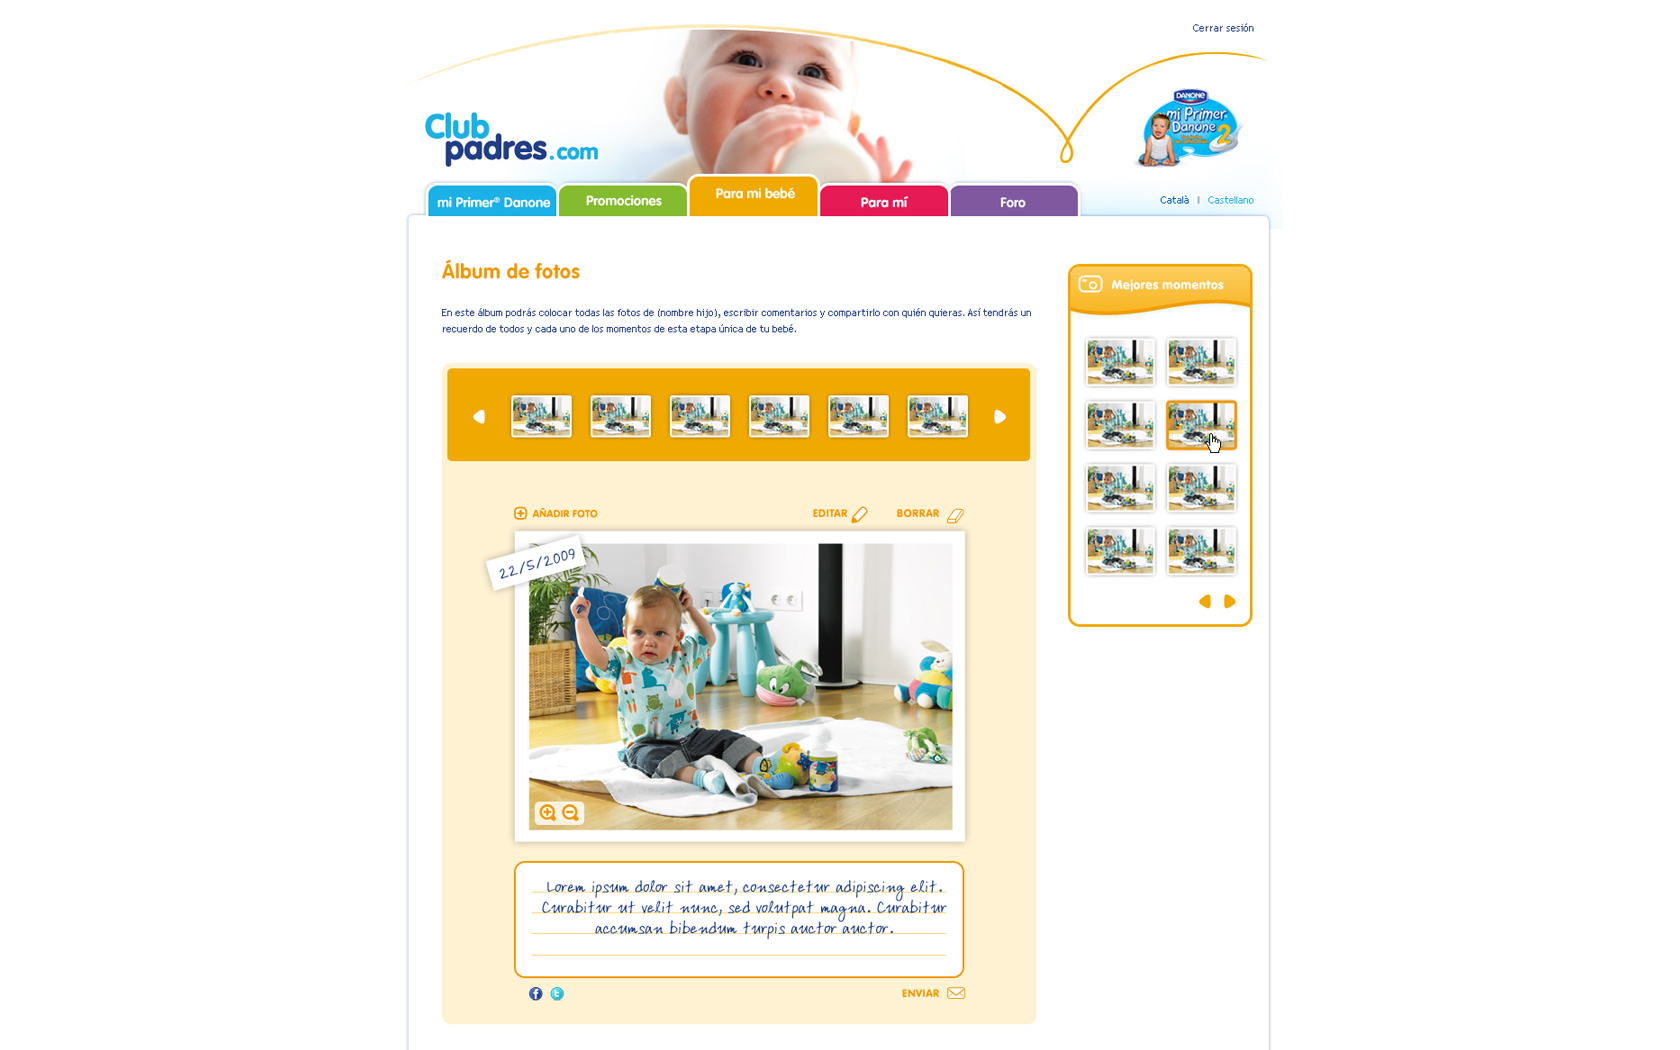 Cerrar sesión
Club
padres.com
DANONE
mi Primer
Danone
2
mi Primer® Danone
Promociones
Para mi bebé
Para mí
Foro
Català | Castellano
Álbum de fotos
Mejores momentos
En este álbum podrás colocar todas las fotos de (nombre hijo), escribir comentarios y compartirlo con quién quieras. Así tendrás un
recuerdo de todos y cada uno de los momentos de esta etapa única de tu bebé.
AÑADIR FOTO
EDITAR
BORRAR
22/5/2009
Lorem ipsum dolor sit amet, consectetur adipiscing elit.
Curabitur ut velit nunc, sed volutpat magna. Curabitur
accumsan bibendum turpis auctor auctor.
f
t
ENVIAR